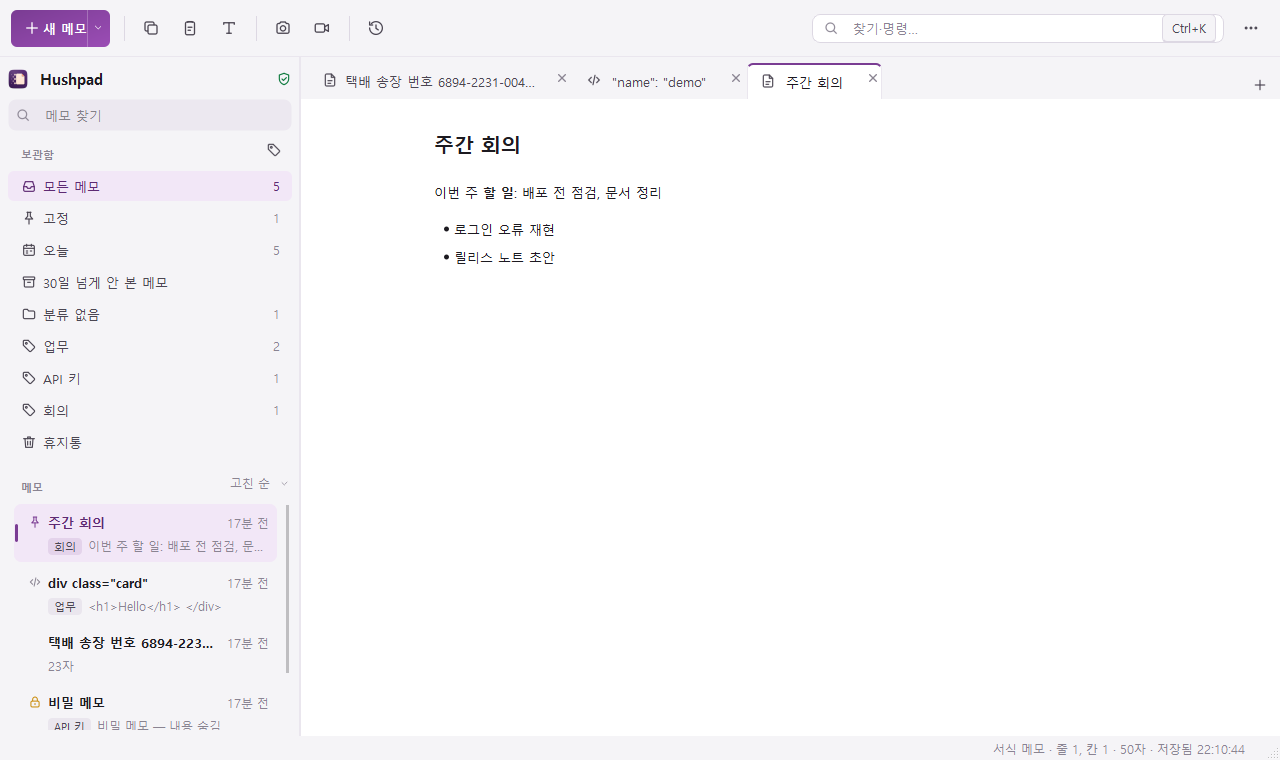 새 메모
찾기·명령...
Ctrl+K
Hushpad
메모 찾기
보관함
모든 메모 5
고정 1
오늘 5
30일 넘게 안 본 메모
분류 없음 1
업무 2
API 키 1
회의 1
휴지통
메모 고친 순
주간 회의 17분 전
회의 이번 주 할 일: 배포 전 점검, 문...
div class="card" 17분 전
업무 <h1>Hello</h1> </div>
택배 송장 번호 6894-223... 17분 전
23자
비밀 메모 17분 전
API 키 비밀 메모 — 내용 숨김
택배 송장 번호 6894-2231-004...
"name": "demo"
주간 회의
주간 회의
이번 주 할 일: 배포 전 점검, 문서 정리
• 로그인 오류 재현
• 릴리스 노트 초안
서식 메모 · 줄 1, 칸 1 · 50자 · 저장됨 22:10:44